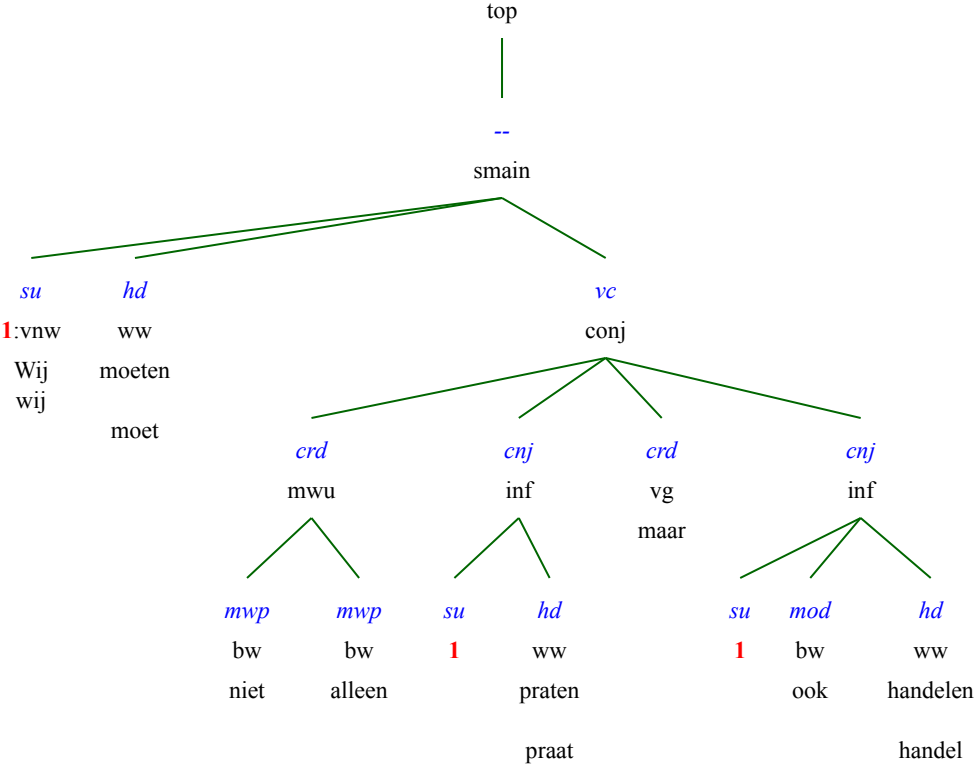 top
--
smain
su hd vc
1:vnw ww conj
Wij moeten
wij
moet
crd cnj crd cnj
mwu inf vg inf
maar
mwp mwp su hd su mod hd
bw bw 1 ww 1 bw ww
niet alleen praten ook handelen
praat handel